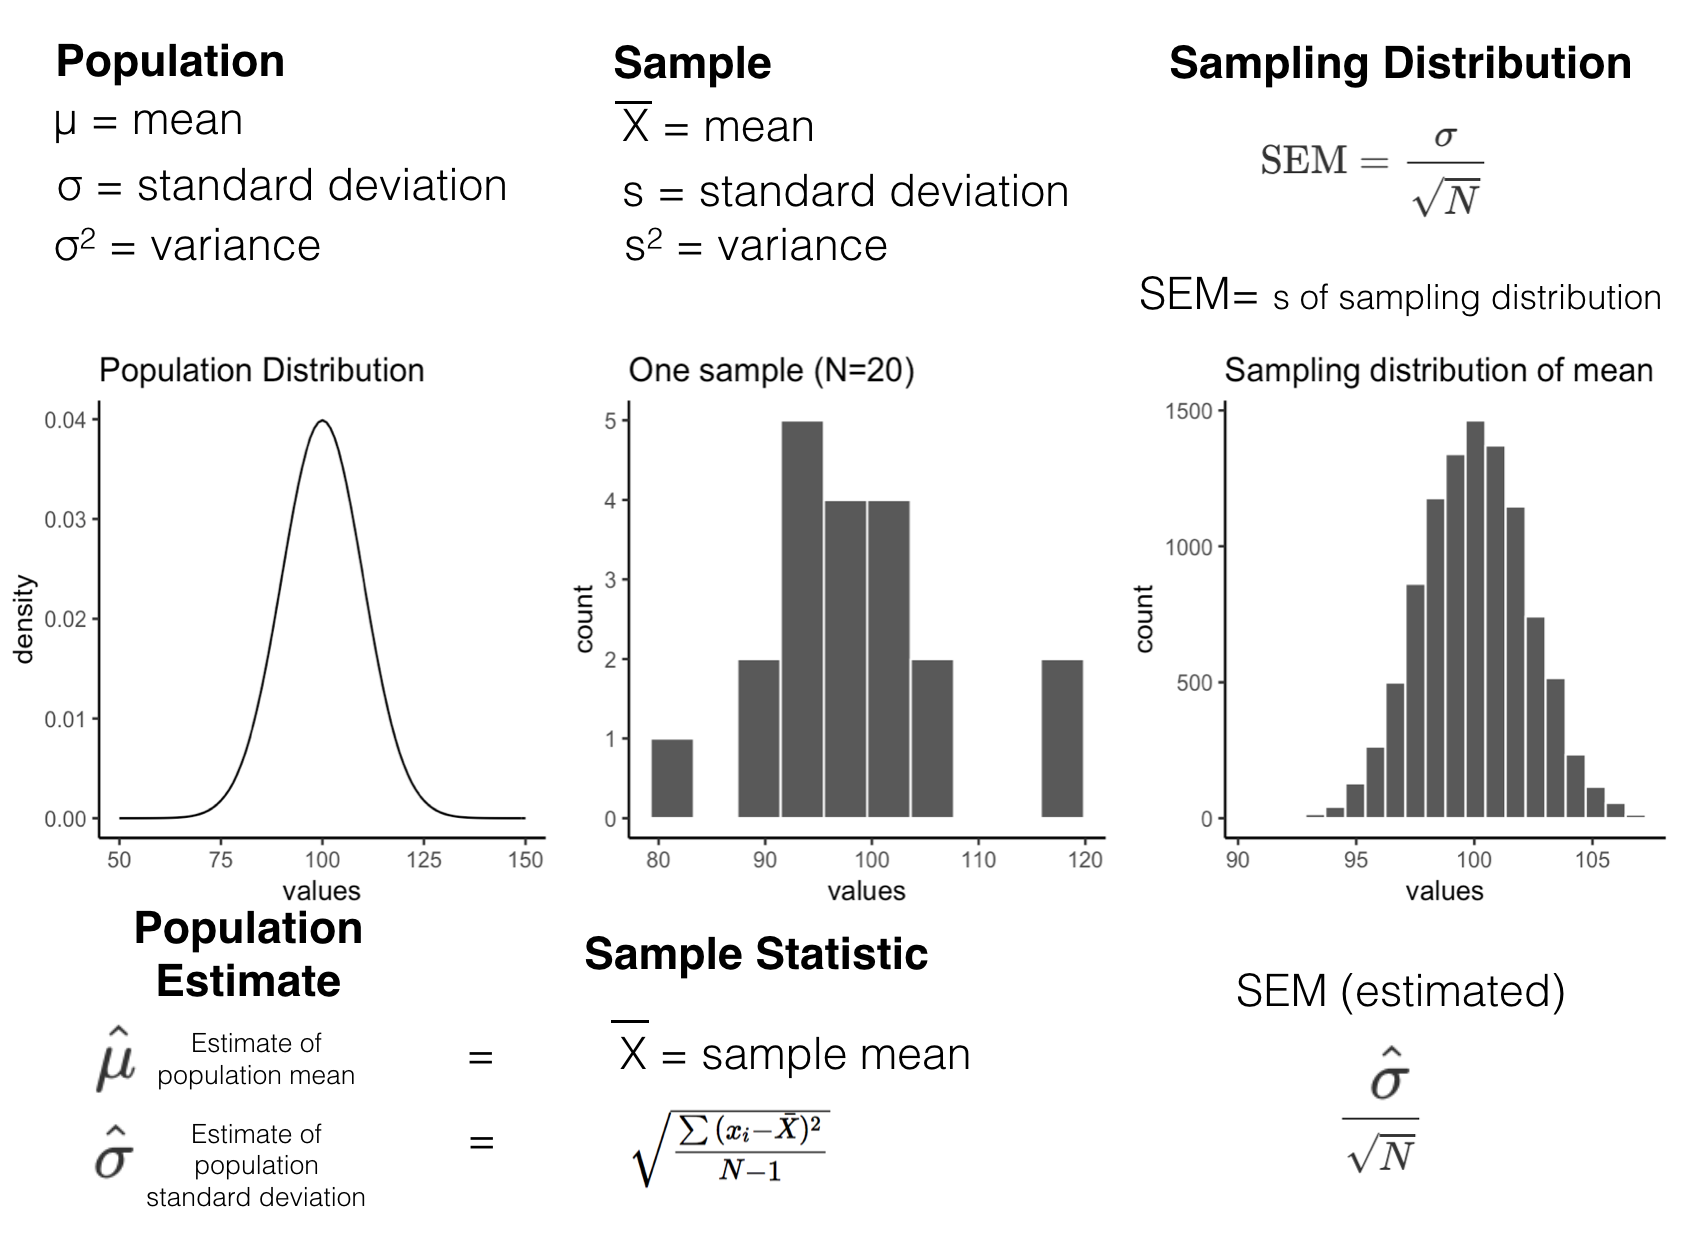 Population
μ = mean
σ = standard deviation
σ² = variance
Sample
X̅ = mean
s = standard deviation
s² = variance
Sampling Distribution
SEM = σ / √N
SEM= s of sampling distribution
Population Distribution
0.04
0.03
0.02
0.01
0.00
density
50 75 100 125 150
values
One sample (N=20)
5
4
3
2
1
0
count
80 90 100 110 120
values
Sampling distribution of mean
1500
1000
500
0
count
90 95 100 105
values
Population
Estimate
μ̂ Estimate of
population mean
=
σ̂ Estimate of
population
standard deviation
=
Sample Statistic
X̅ = sample mean
√(∑(xᵢ−X̄)² / N−1)
SEM (estimated)
σ̂ / √N